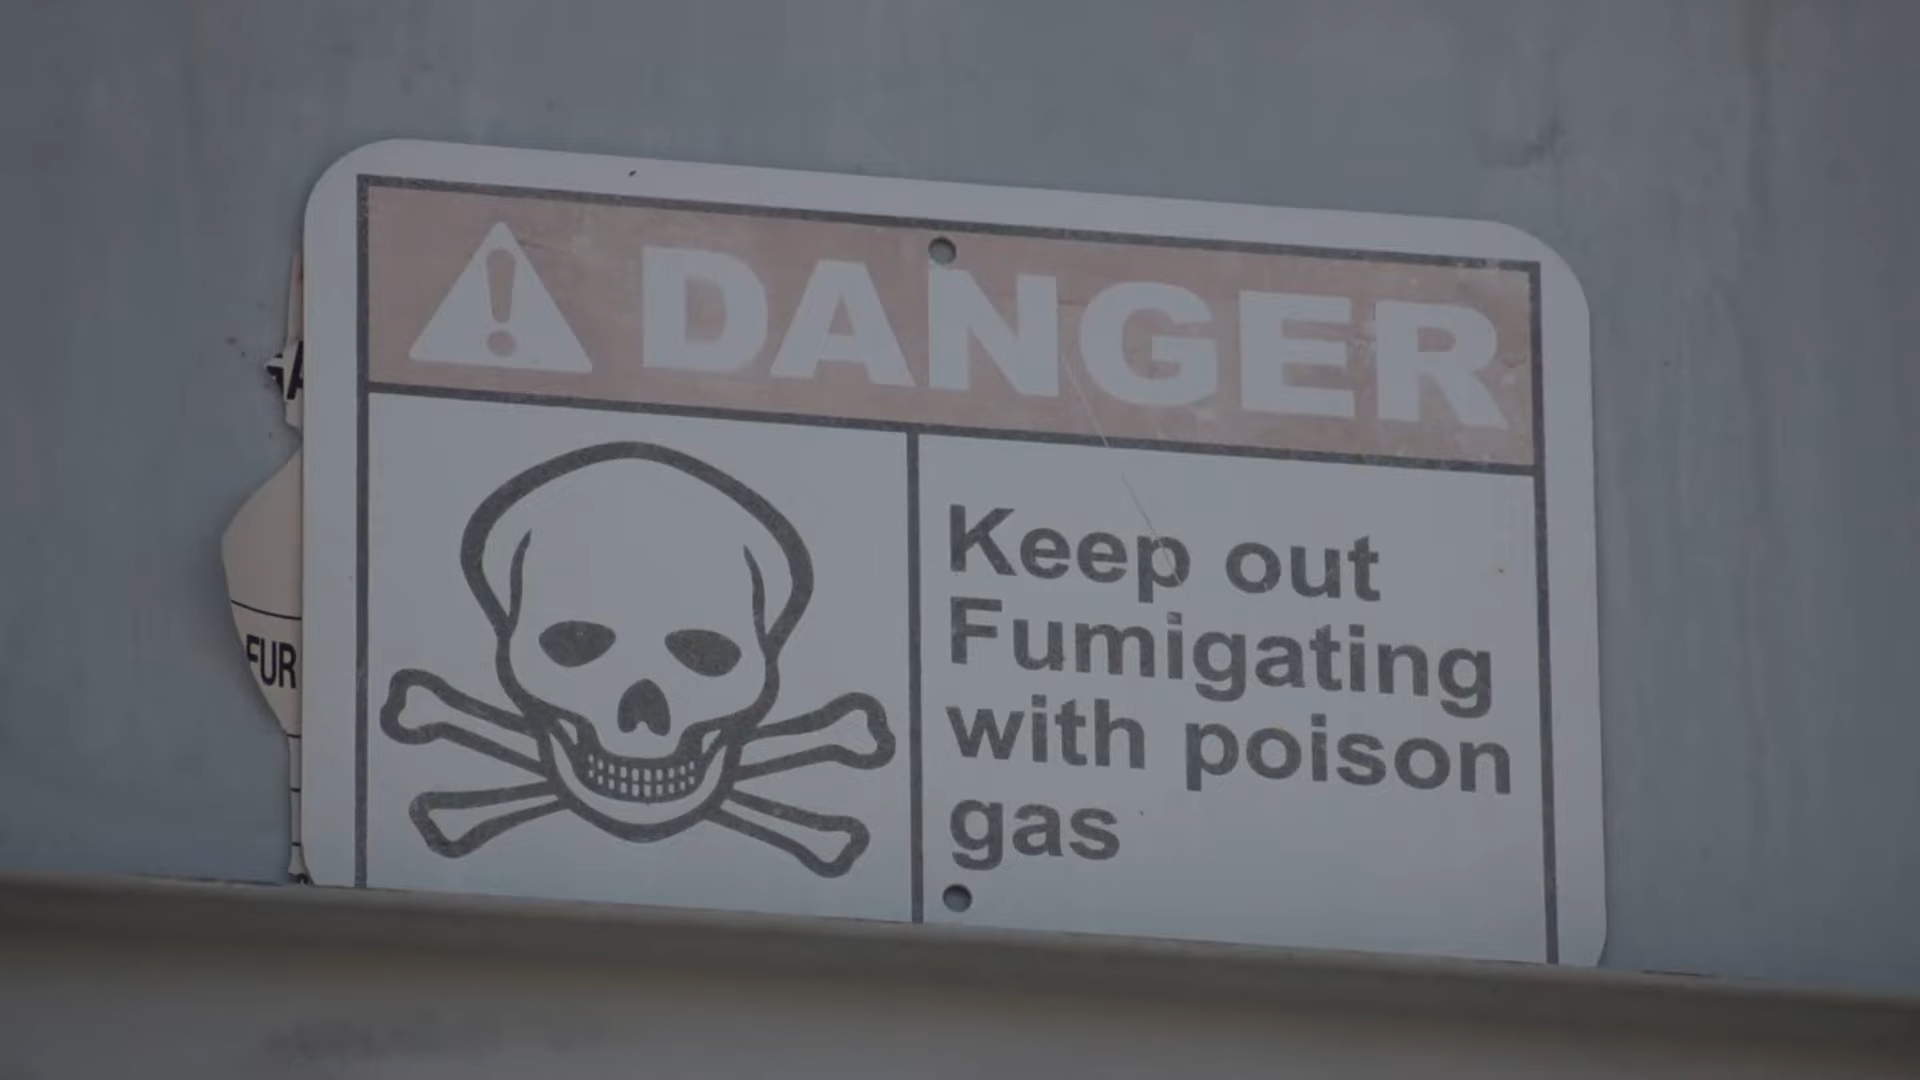 DANGER
Keep out
Fumigating
with poison
gas
FUR